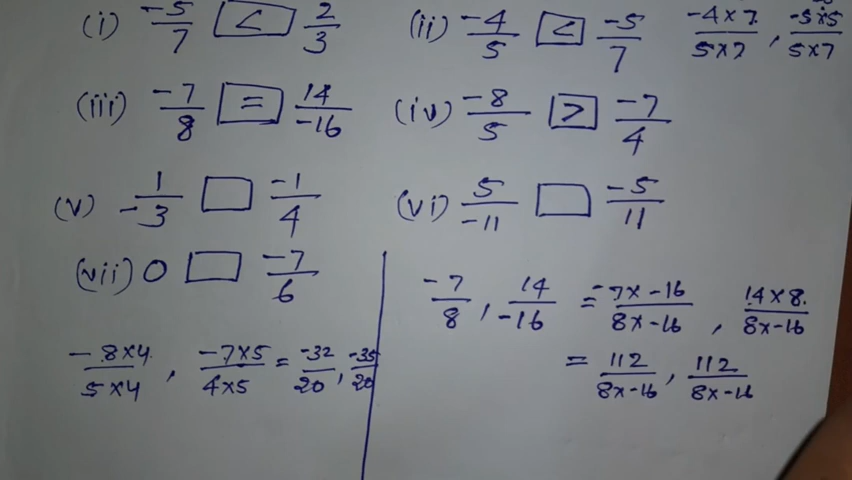 (i) -5/7 < 2/3 (ii) -4/5 < -5/7 -4×7/5×7, -5×5/5×7
(iii) -7/8 = 14/-16 (iv) -8/5 > -7/4
(v) 1/-3 □ -1/4 (vi) 5/-11 □ -5/11
(vii) 0 □ -7/6
-7/8, 14/-16 = -7×-16/8×-16, 14×8/8×-16
-8×4/5×4, -7×5/4×5 = -32/20, -35/20
= 112/8×-16, 112/8×-16